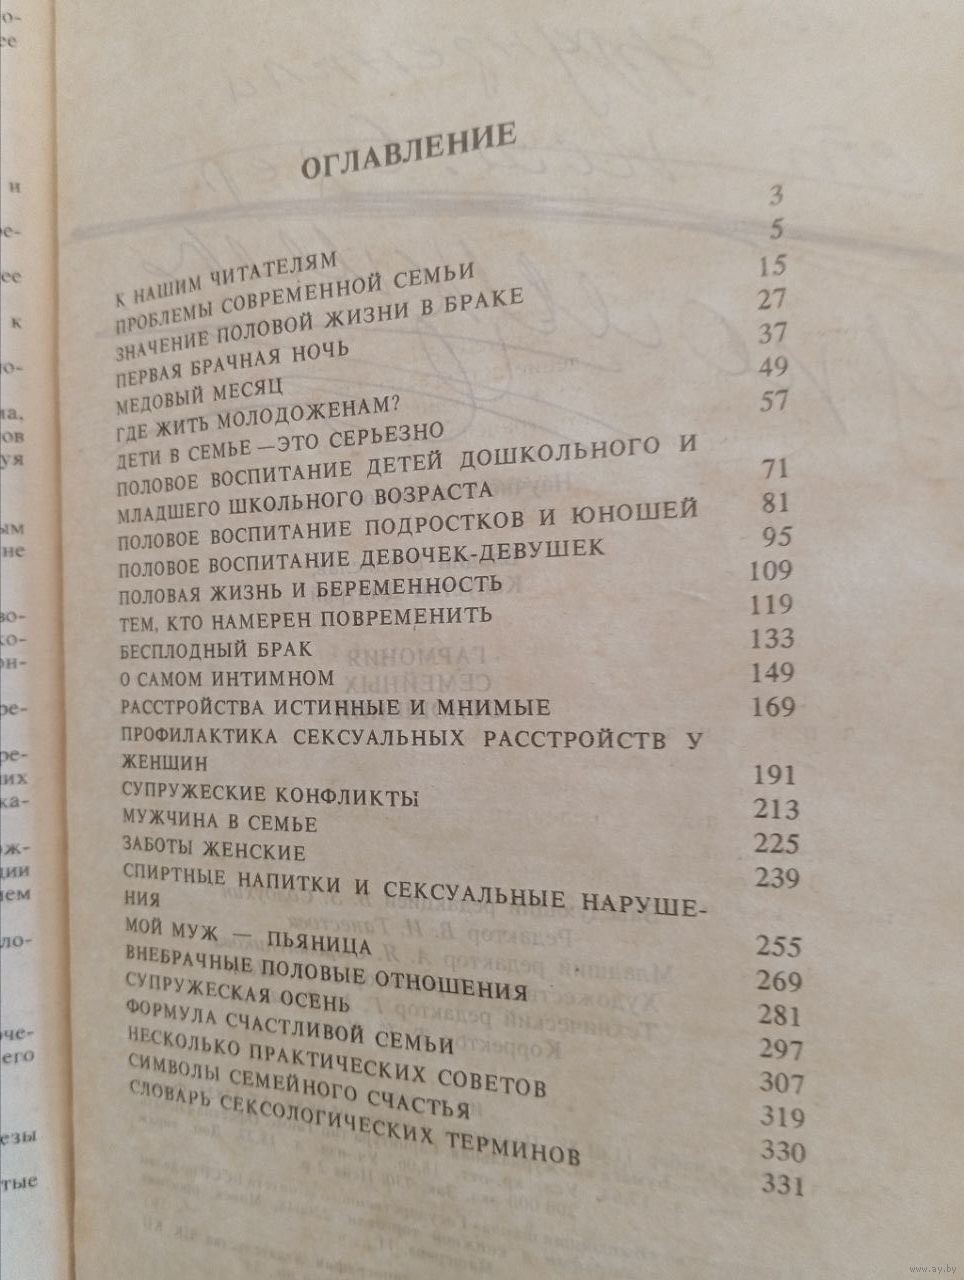 ОГЛАВЛЕНИЕ
К НАШИМ ЧИТАТЕЛЯМ 3
ПРОБЛЕМЫ СОВРЕМЕННОЙ СЕМЬИ 5
ЗНАЧЕНИЕ ПОЛОВОЙ ЖИЗНИ В БРАКЕ 15
ПЕРВАЯ БРАЧНАЯ НОЧЬ 27
МЕДОВЫЙ МЕСЯЦ 37
ГДЕ ЖИТЬ МОЛОДОЖЕНАМ? 49
ДЕТИ В СЕМЬЕ — ЭТО СЕРЬЕЗНО 57
ПОЛОВОЕ ВОСПИТАНИЕ ДЕТЕЙ ДОШКОЛЬНОГО И
МЛАДШЕГО ШКОЛЬНОГО ВОЗРАСТА 71
ПОЛОВОЕ ВОСПИТАНИЕ ПОДРОСТКОВ И ЮНОШЕЙ 81
ПОЛОВОЕ ВОСПИТАНИЕ ДЕВОЧЕК-ДЕВУШЕК 95
ПОЛОВАЯ ЖИЗНЬ И БЕРЕМЕННОСТЬ 109
ТЕМ, КТО НАМЕРЕН ПОВРЕМЕНИТЬ 119
БЕСПЛОДНЫЙ БРАК 133
О САМОМ ИНТИМНОМ 149
РАССТРОЙСТВА ИСТИННЫЕ И МНИМЫЕ 169
ПРОФИЛАКТИКА СЕКСУАЛЬНЫХ РАССТРОЙСТВ У
ЖЕНЩИН 191
СУПРУЖЕСКИЕ КОНФЛИКТЫ 213
МУЖЧИНА В СЕМЬЕ 225
ЗАБОТЫ ЖЕНСКИЕ 239
СПИРТНЫЕ НАПИТКИ И СЕКСУАЛЬНЫЕ НАРУШЕ-
НИЯ 255
МОЙ МУЖ — ПЬЯНИЦА 269
ВНЕБРАЧНЫЕ ПОЛОВЫЕ ОТНОШЕНИЯ 281
СУПРУЖЕСКАЯ ОСЕНЬ 297
ФОРМУЛА СЧАСТЛИВОЙ СЕМЬИ 307
НЕСКОЛЬКО ПРАКТИЧЕСКИХ СОВЕТОВ 319
СИМВОЛЫ СЕМЕЙНОГО СЧАСТЬЯ 330
СЛОВАРЬ СЕКСОЛОГИЧЕСКИХ ТЕРМИНОВ 331
www.ay.by